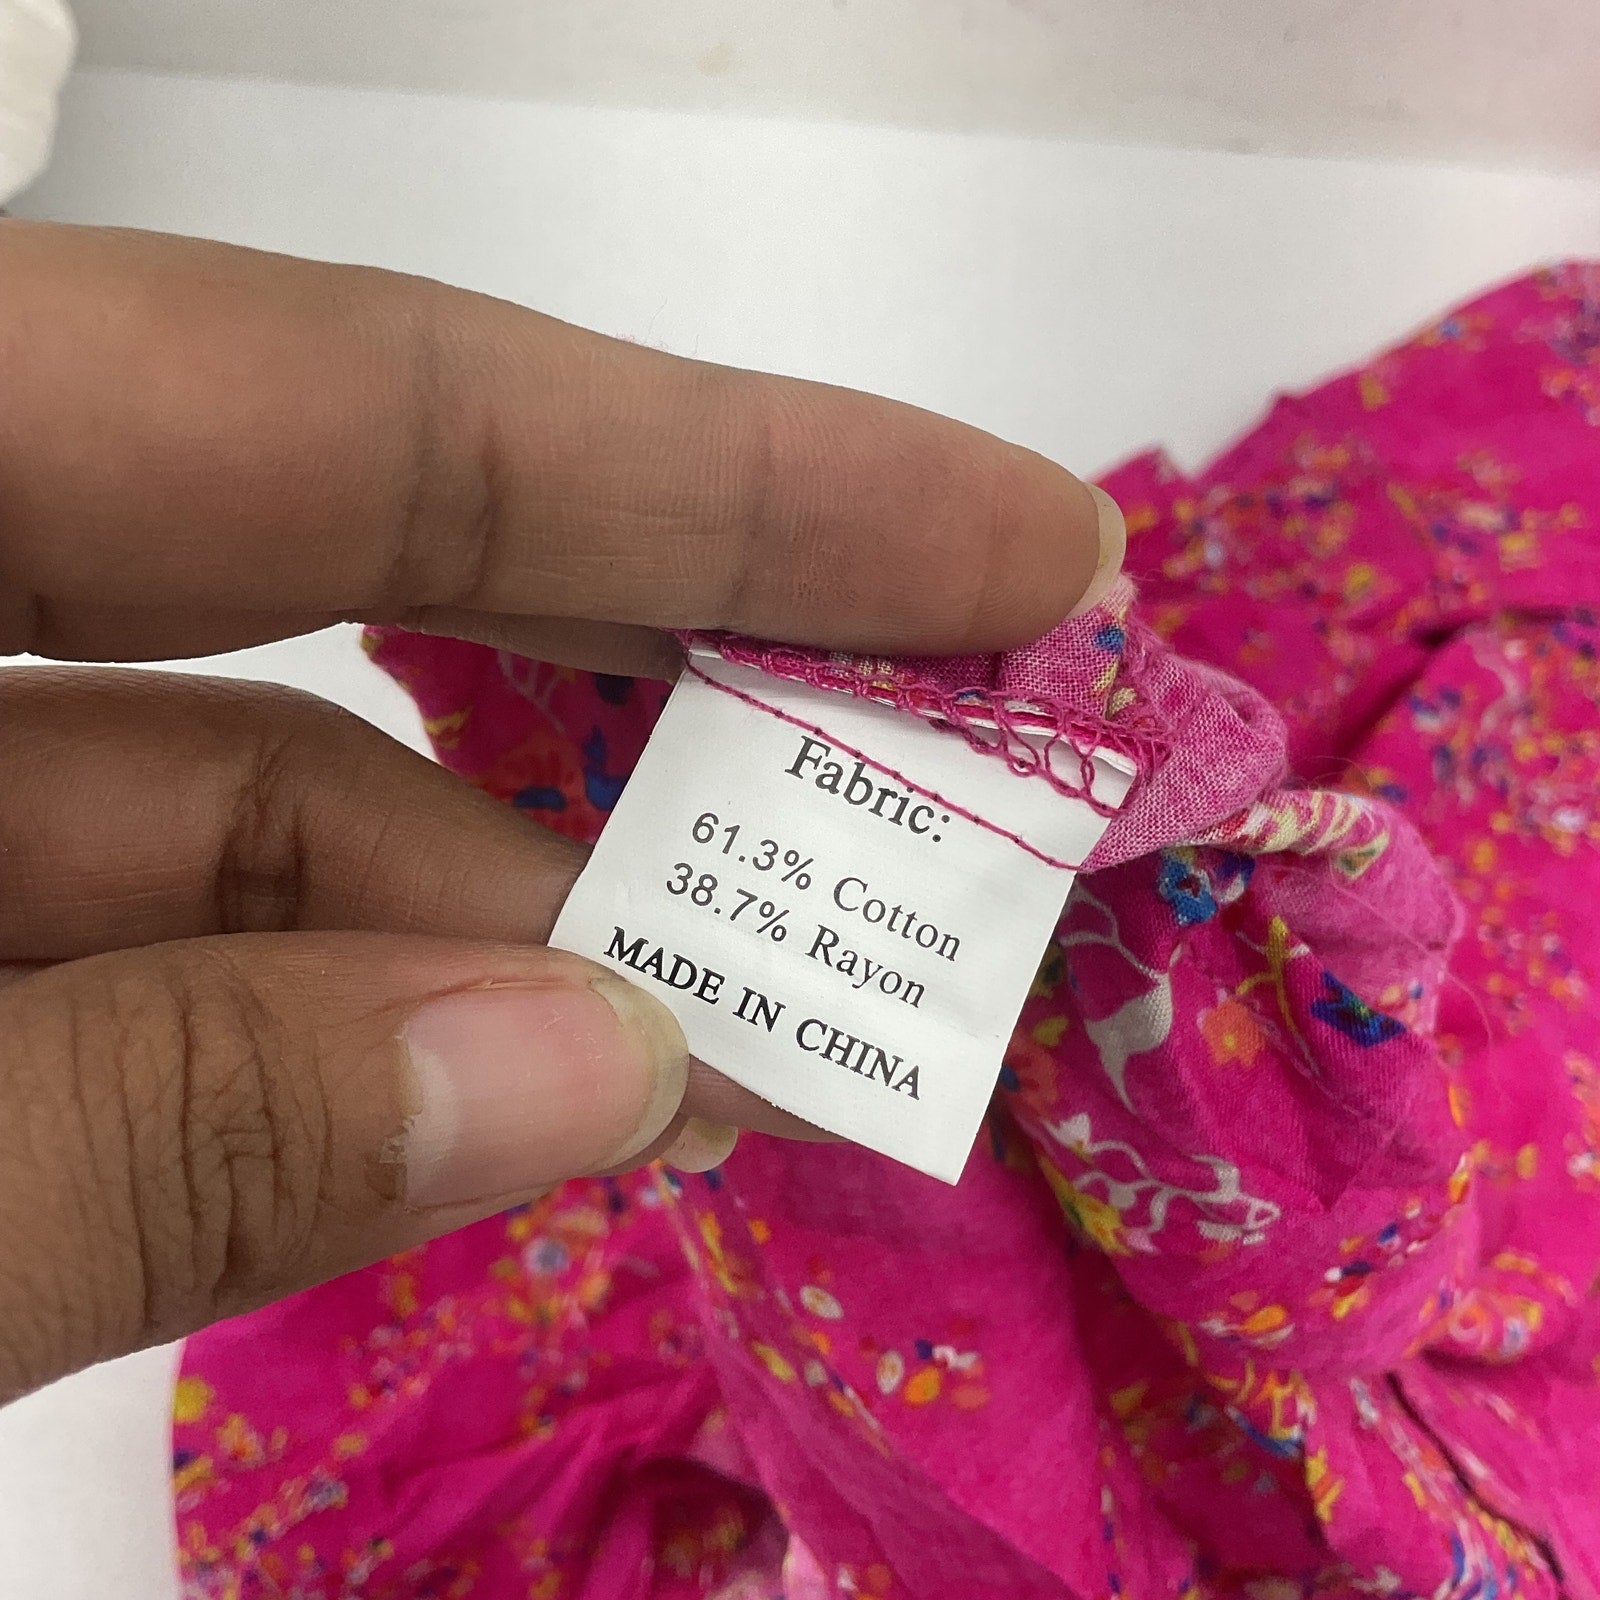 Fabric:
61.3% Cotton
38.7% Rayon
MADE IN CHINA